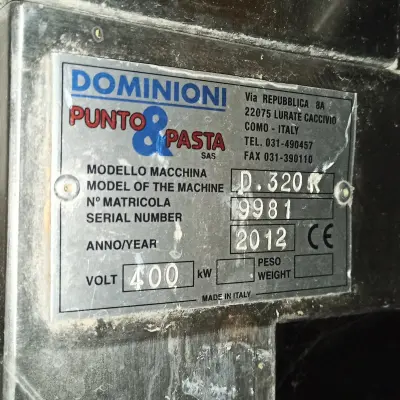 DOMINIONI
PUNTO & PASTA
SAS
Via REPUBBLICA 8A
22075 LURATE CACCIVIO
COMO - ITALY
TEL. 031-490457
FAX 031-390110
MODELLO MACCHINA
MODEL OF THE MACHINE D.320K
N° MATRICOLA
SERIAL NUMBER 9981
ANNO/YEAR 2012 CE
VOLT 400 kW PESO
WEIGHT
MADE IN ITALY